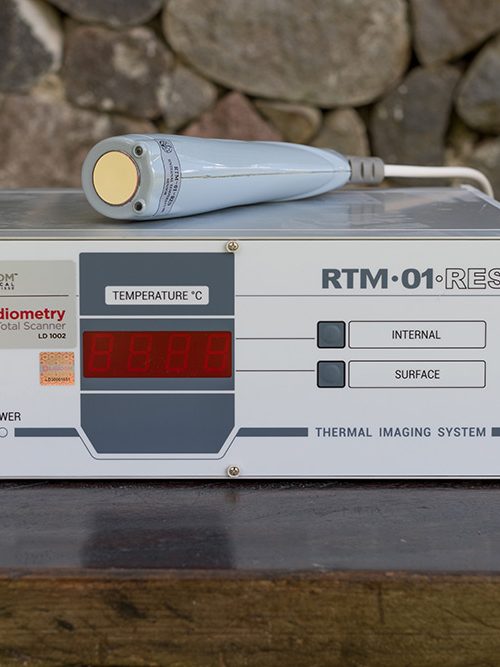 TEMPERATURE °C
RTM·01·RES
diometry
Total Scanner
LD 1002
INTERNAL
SURFACE
WER
THERMAL IMAGING SYSTEM